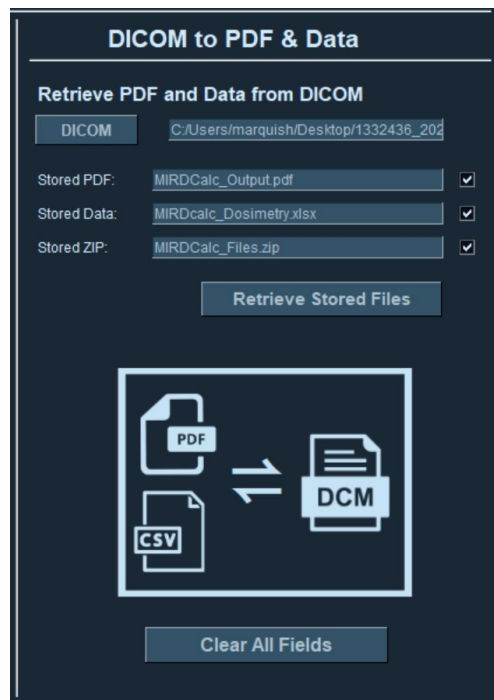 DICOM to PDF & Data
Retrieve PDF and Data from DICOM
DICOM C:/Users/marquish/Desktop/1332436_202
Stored PDF: MIRDCalc_Output.pdf
Stored Data: MIRDcalc_Dosimetry.xlsx
Stored ZIP: MIRDCalc_Files.zip
Retrieve Stored Files
PDF
DCM
CSV
Clear All Fields